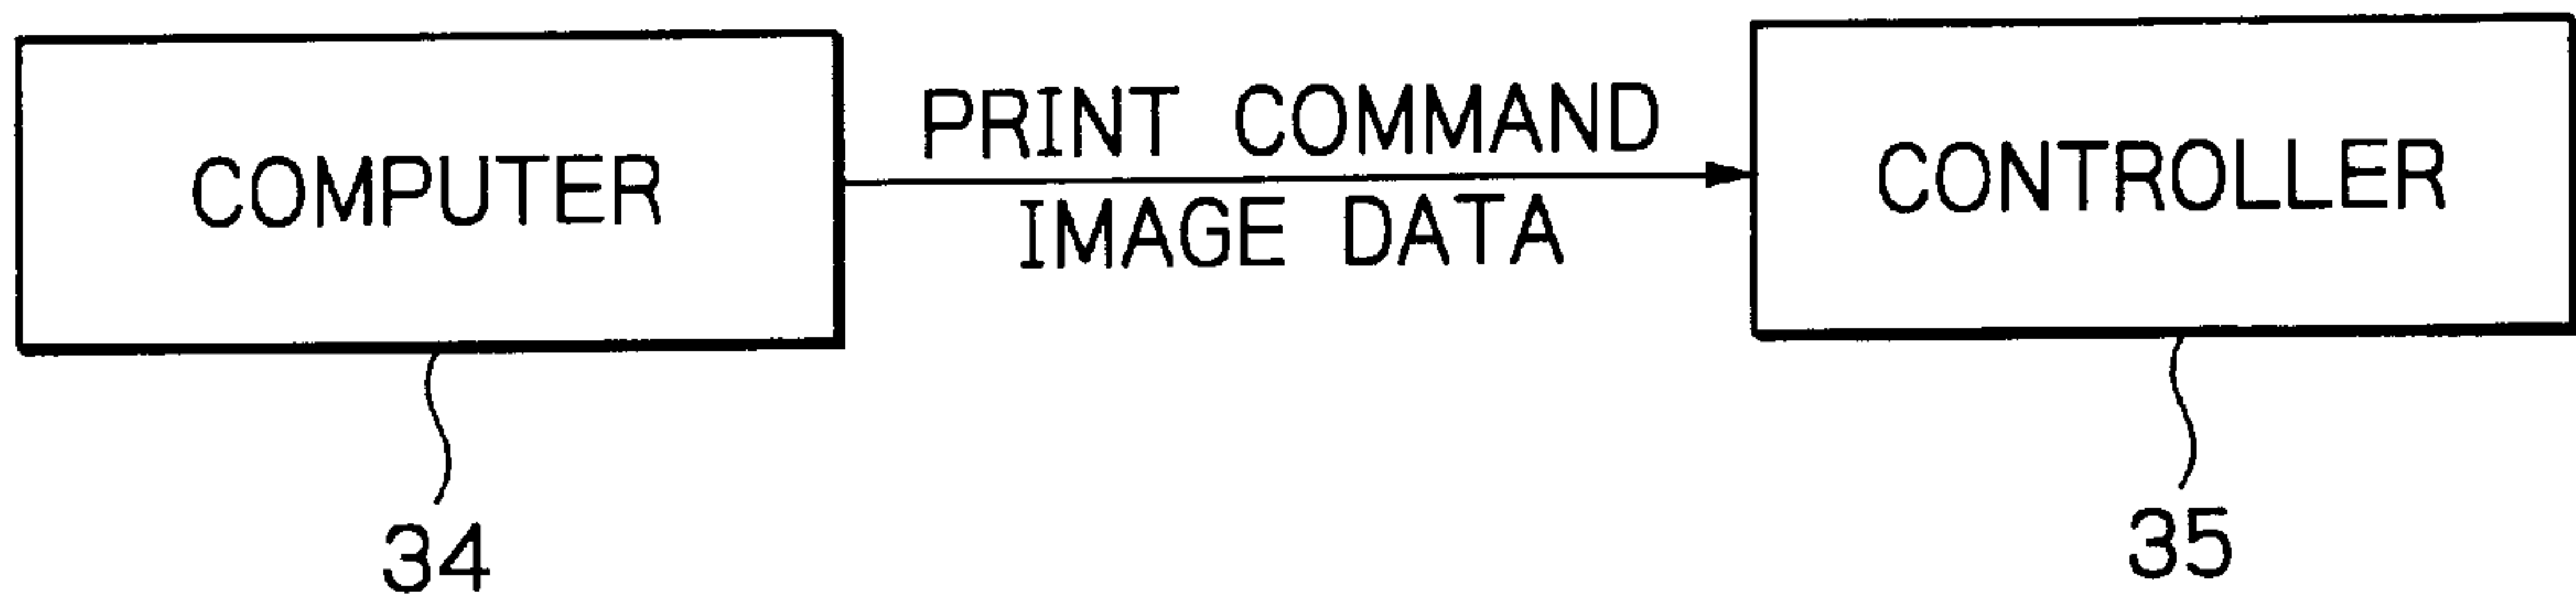 PRINT COMMAND
COMPUTER
CONTROLLER
IMAGE DATA
34
35